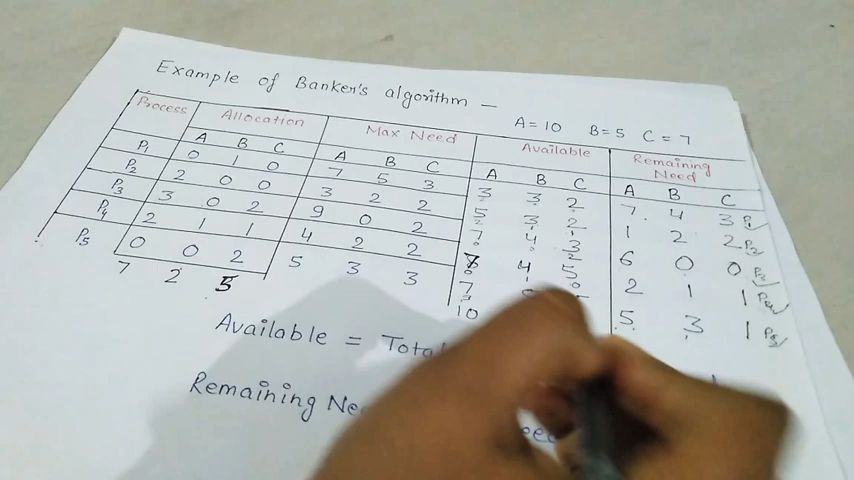 Example of Banker's algorithm —
A = 10 B = 5 C = 7
Process Allocation Max Need Available Remaining Need
A B C A B C A B C A B C
P1 0 1 0 7 5 3 3 3 2 7 4 3 P1
P2 2 0 0 3 2 2 5 3 2 1 2 2 P2
P3 3 0 2 9 0 2 7 4 3 6 0 0
P4 2 1 1 4 2 2 7 4 5 2 1 1 P4
P5 0 0 2 5 3 3 7 5 3 1 P5
7 2 5 10
Available = Total
Remaining